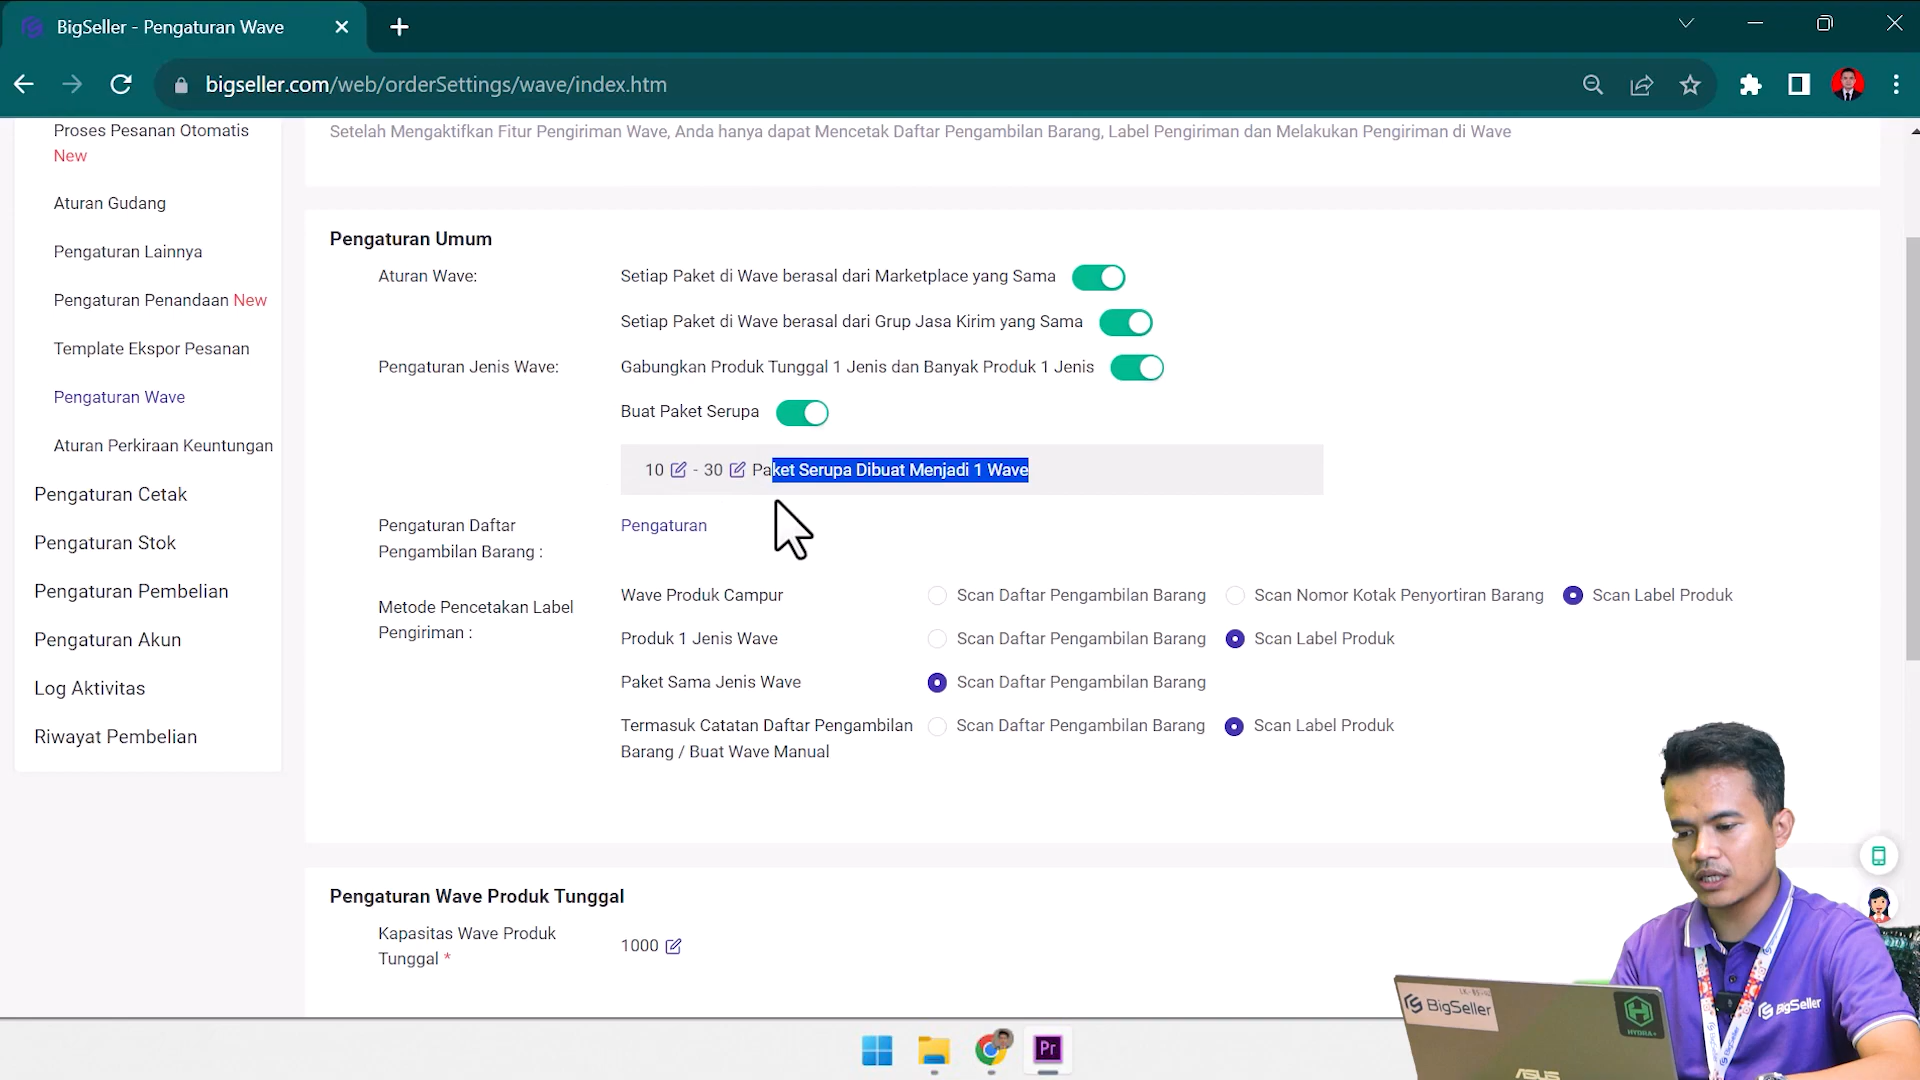 BigSeller - Pengaturan Wave
bigseller.com/web/orderSettings/wave/index.htm
Proses Pesanan Otomatis
New
Aturan Gudang
Pengaturan Lainnya
Pengaturan Penandaan New
Template Ekspor Pesanan
Pengaturan Wave
Aturan Perkiraan Keuntungan
Pengaturan Cetak
Pengaturan Stok
Pengaturan Pembelian
Pengaturan Akun
Log Aktivitas
Riwayat Pembelian
Setelah Mengaktifkan Fitur Pengiriman Wave, Anda hanya dapat Mencetak Daftar Pengambilan Barang, Label Pengiriman dan Melakukan Pengiriman di Wave
Pengaturan Umum
Aturan Wave: Setiap Paket di Wave berasal dari Marketplace yang Sama
Setiap Paket di Wave berasal dari Grup Jasa Kirim yang Sama
Pengaturan Jenis Wave: Gabungkan Produk Tunggal 1 Jenis dan Banyak Produk 1 Jenis
Buat Paket Serupa
10 - 30 Paket Serupa Dibuat Menjadi 1 Wave
Pengaturan Daftar
Pengambilan Barang :
Pengaturan
Metode Pencetakan Label
Pengiriman :
Wave Produk Campur Scan Daftar Pengambilan Barang Scan Nomor Kotak Penyortiran Barang Scan Label Produk
Produk 1 Jenis Wave Scan Daftar Pengambilan Barang Scan Label Produk
Paket Sama Jenis Wave Scan Daftar Pengambilan Barang
Termasuk Catatan Daftar Pengambilan
Barang / Buat Wave Manual
Scan Daftar Pengambilan Barang Scan Label Produk
Pengaturan Wave Produk Tunggal
Kapasitas Wave Produk
Tunggal *
1000
Pr
BigSeller
HYDRA+
ASUS
BigSeller